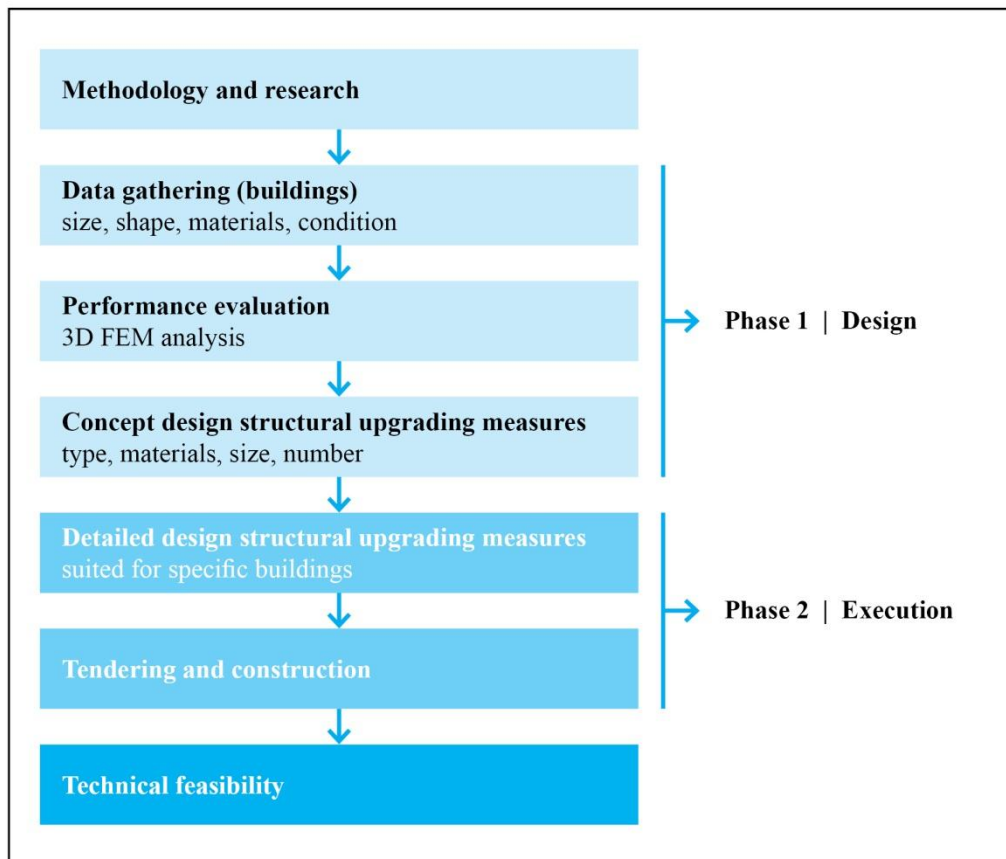 Methodology and research
Data gathering (buildings)
size, shape, materials, condition
Performance evaluation
3D FEM analysis
Concept design structural upgrading measures
type, materials, size, number
Phase 1 | Design
Detailed design structural upgrading measures
suited for specific buildings
Tendering and construction
Phase 2 | Execution
Technical feasibility